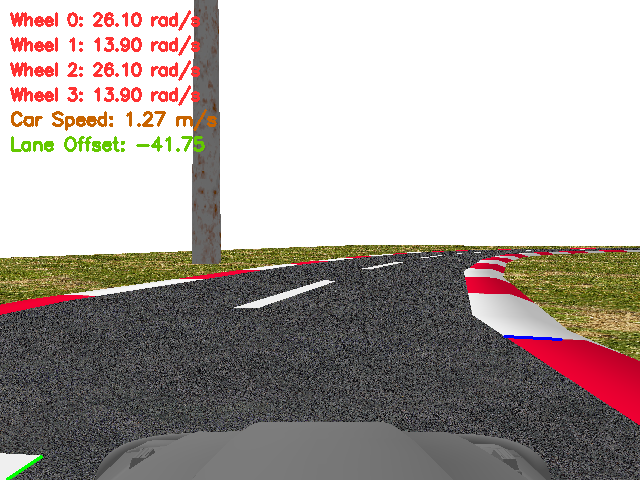 Wheel 0: 26.10 rad/s
Wheel 1: 13.90 rad/s
Wheel 2: 26.10 rad/s
Wheel 3: 13.90 rad/s
Car Speed: 1.27 m/s
Lane Offset: -41.75